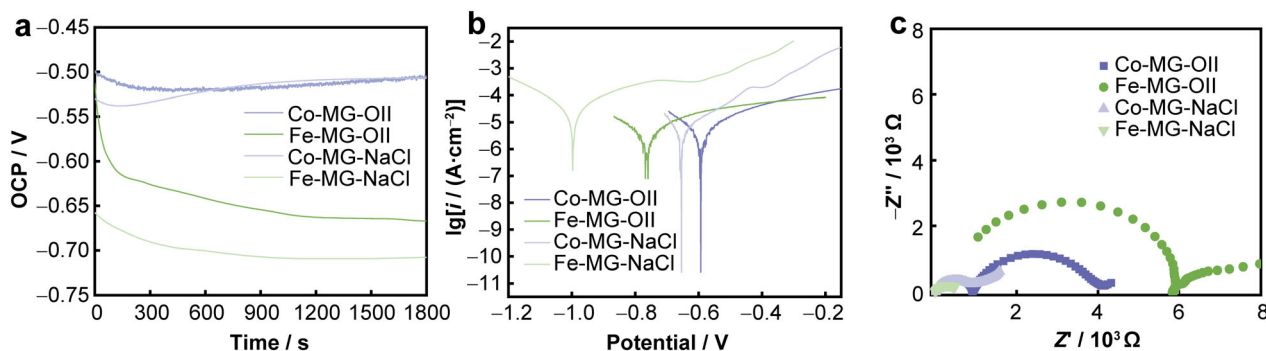 a
−0.45
−0.50
−0.55
−0.60
−0.65
−0.70
−0.75
OCP / V
Co-MG-OII
Fe-MG-OII
Co-MG-NaCl
Fe-MG-NaCl
0 300 600 900 1200 1500 1800
Time / s
b
−2
−3
−4
−5
−6
−7
−8
−9
−10
−11
lg[i / (A·cm−2)]
Co-MG-OII
Fe-MG-OII
Co-MG-NaCl
Fe-MG-NaCl
−1.2 −1.0 −0.8 −0.6 −0.4 −0.2
Potential / V
c
8
6
4
2
0
−Z″ / 10³ Ω
Co-MG-OII
Fe-MG-OII
Co-MG-NaCl
Fe-MG-NaCl
2 4 6 8
Z′ / 10³ Ω